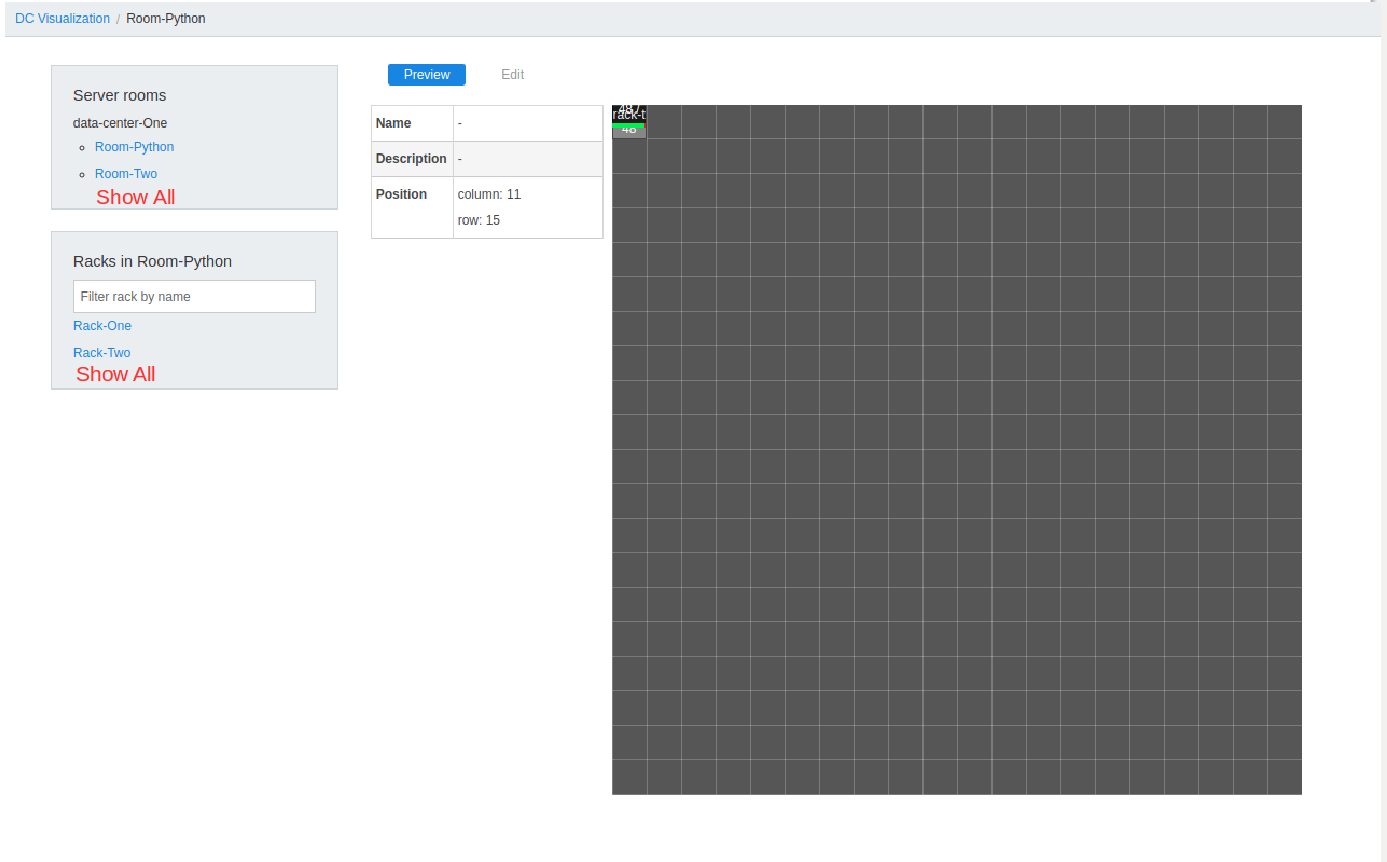 DC Visualization / Room-Python
Server rooms
data-center-One
Room-Python
Room-Two
Show All
Racks in Room-Python
Filter rack by name
Rack-One
Rack-Two
Show All
Preview Edit
Name -
Description -
Position column: 11
row: 15
rack-t
48